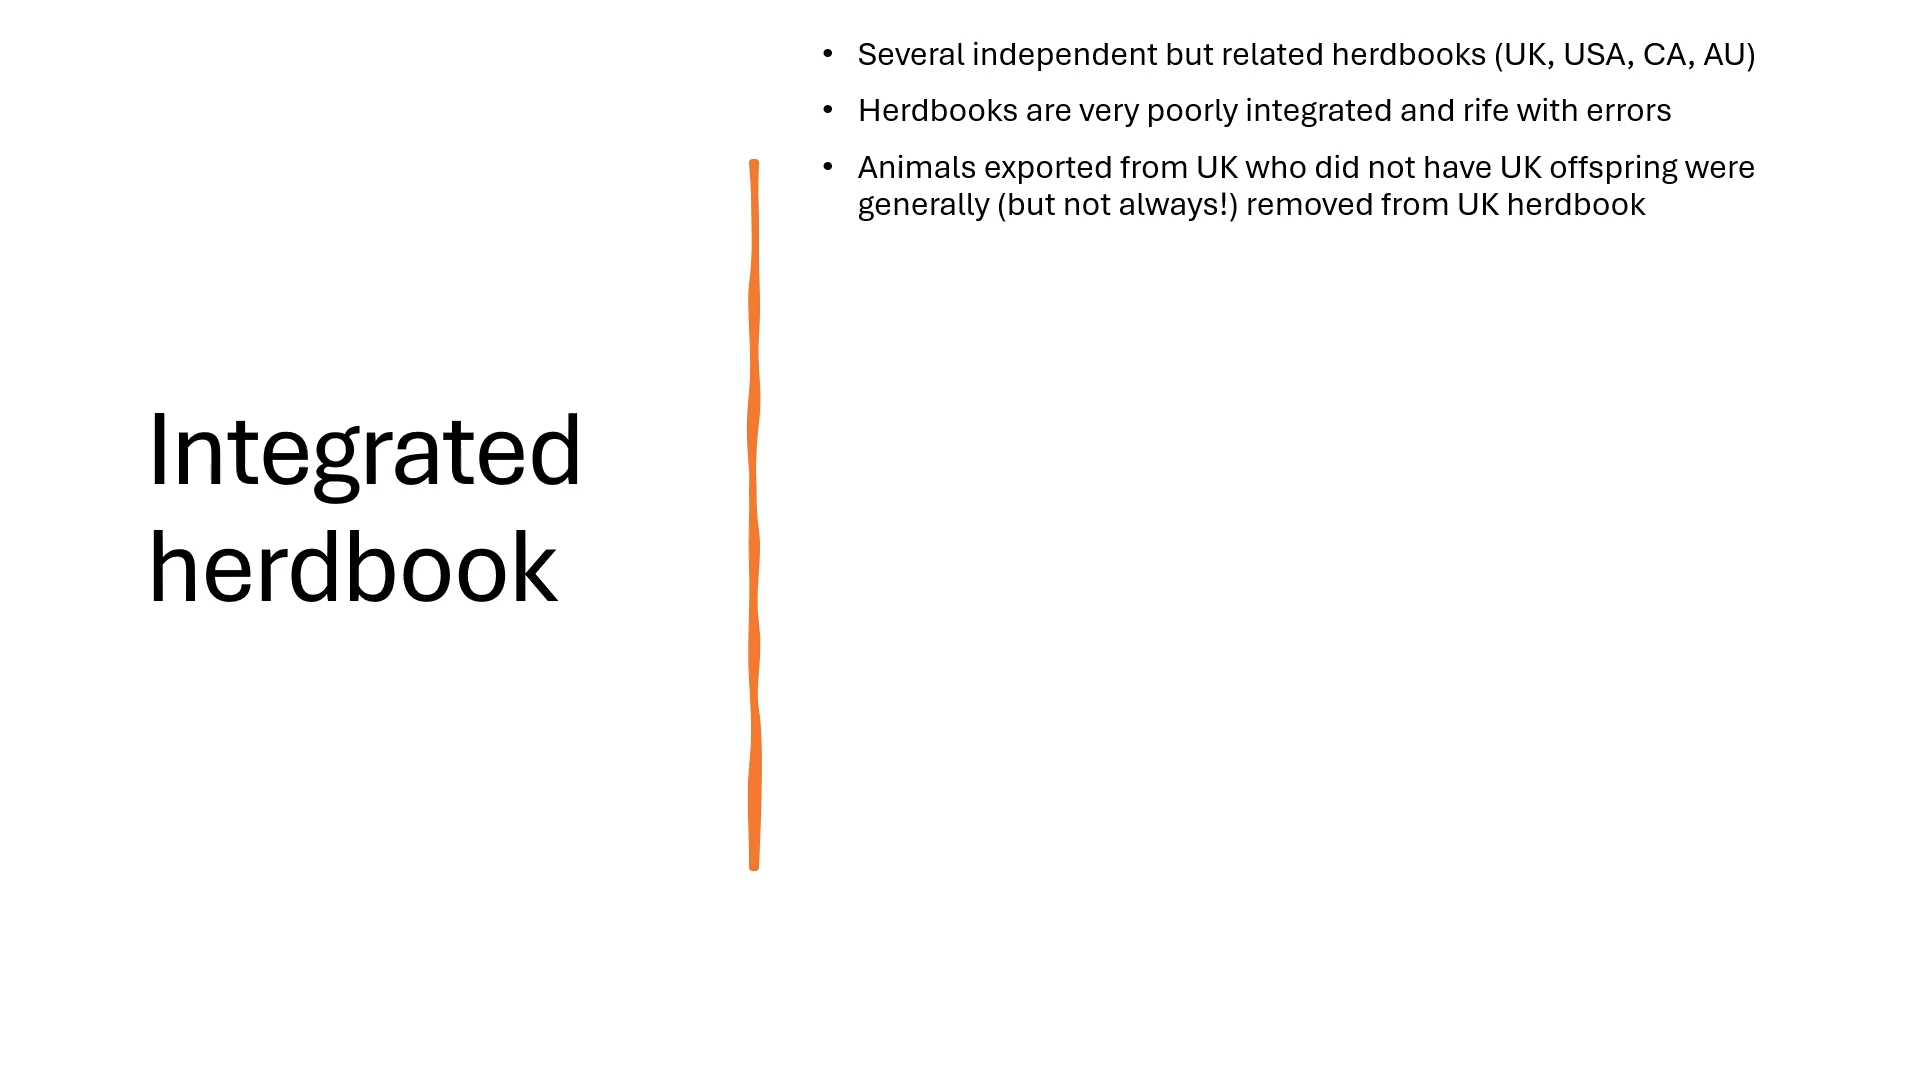 Integrated
herdbook
• Several independent but related herdbooks (UK, USA, CA, AU)
• Herdbooks are very poorly integrated and rife with errors
• Animals exported from UK who did not have UK offspring were
generally (but not always!) removed from UK herdbook